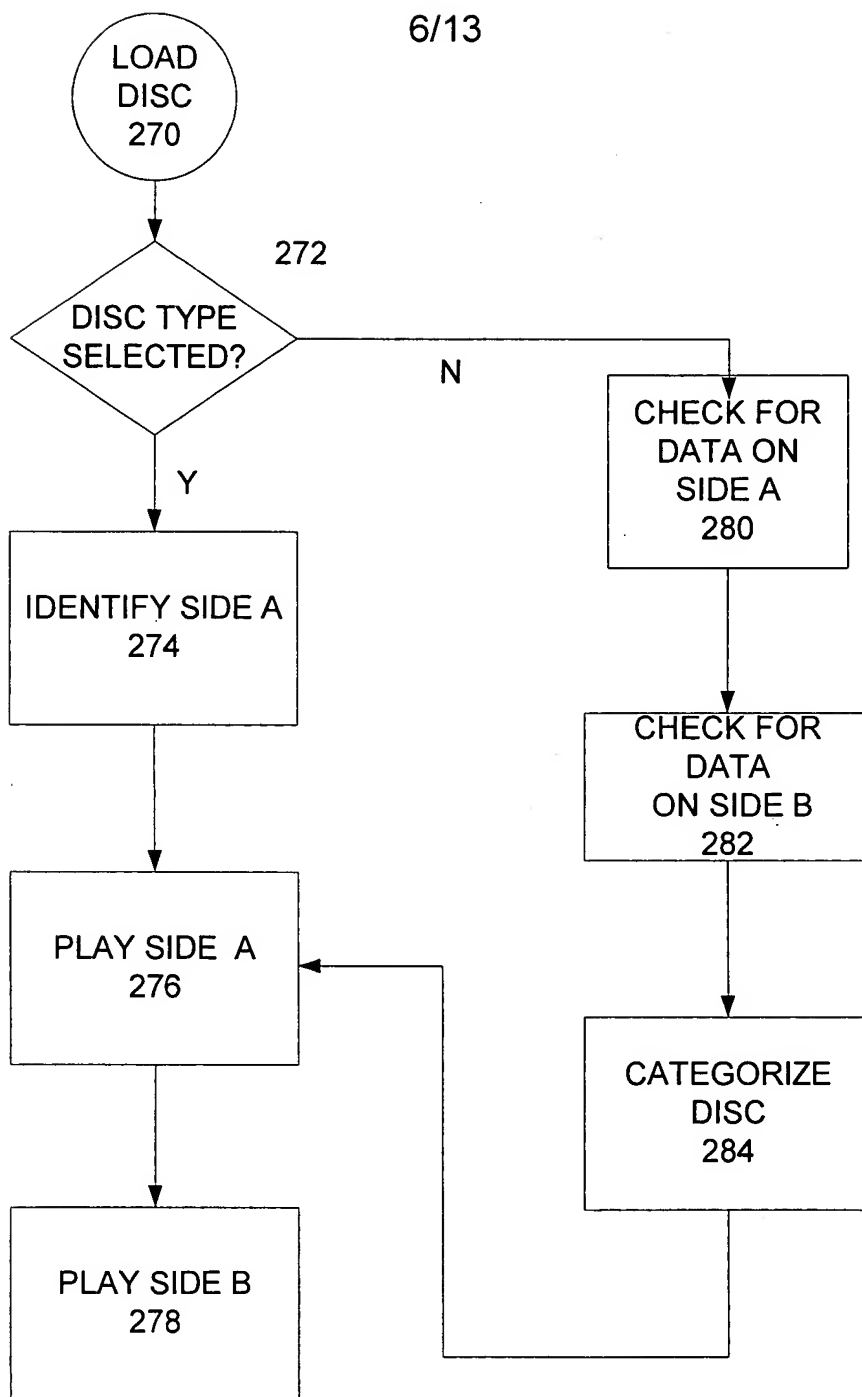 6/13
LOAD
DISC
270
272
DISC TYPE
SELECTED?
N
Y
IDENTIFY SIDE A
274
PLAY SIDE A
276
PLAY SIDE B
278
CHECK FOR
DATA ON
SIDE A
280
CHECK FOR
DATA
ON SIDE B
282
CATEGORIZE
DISC
284